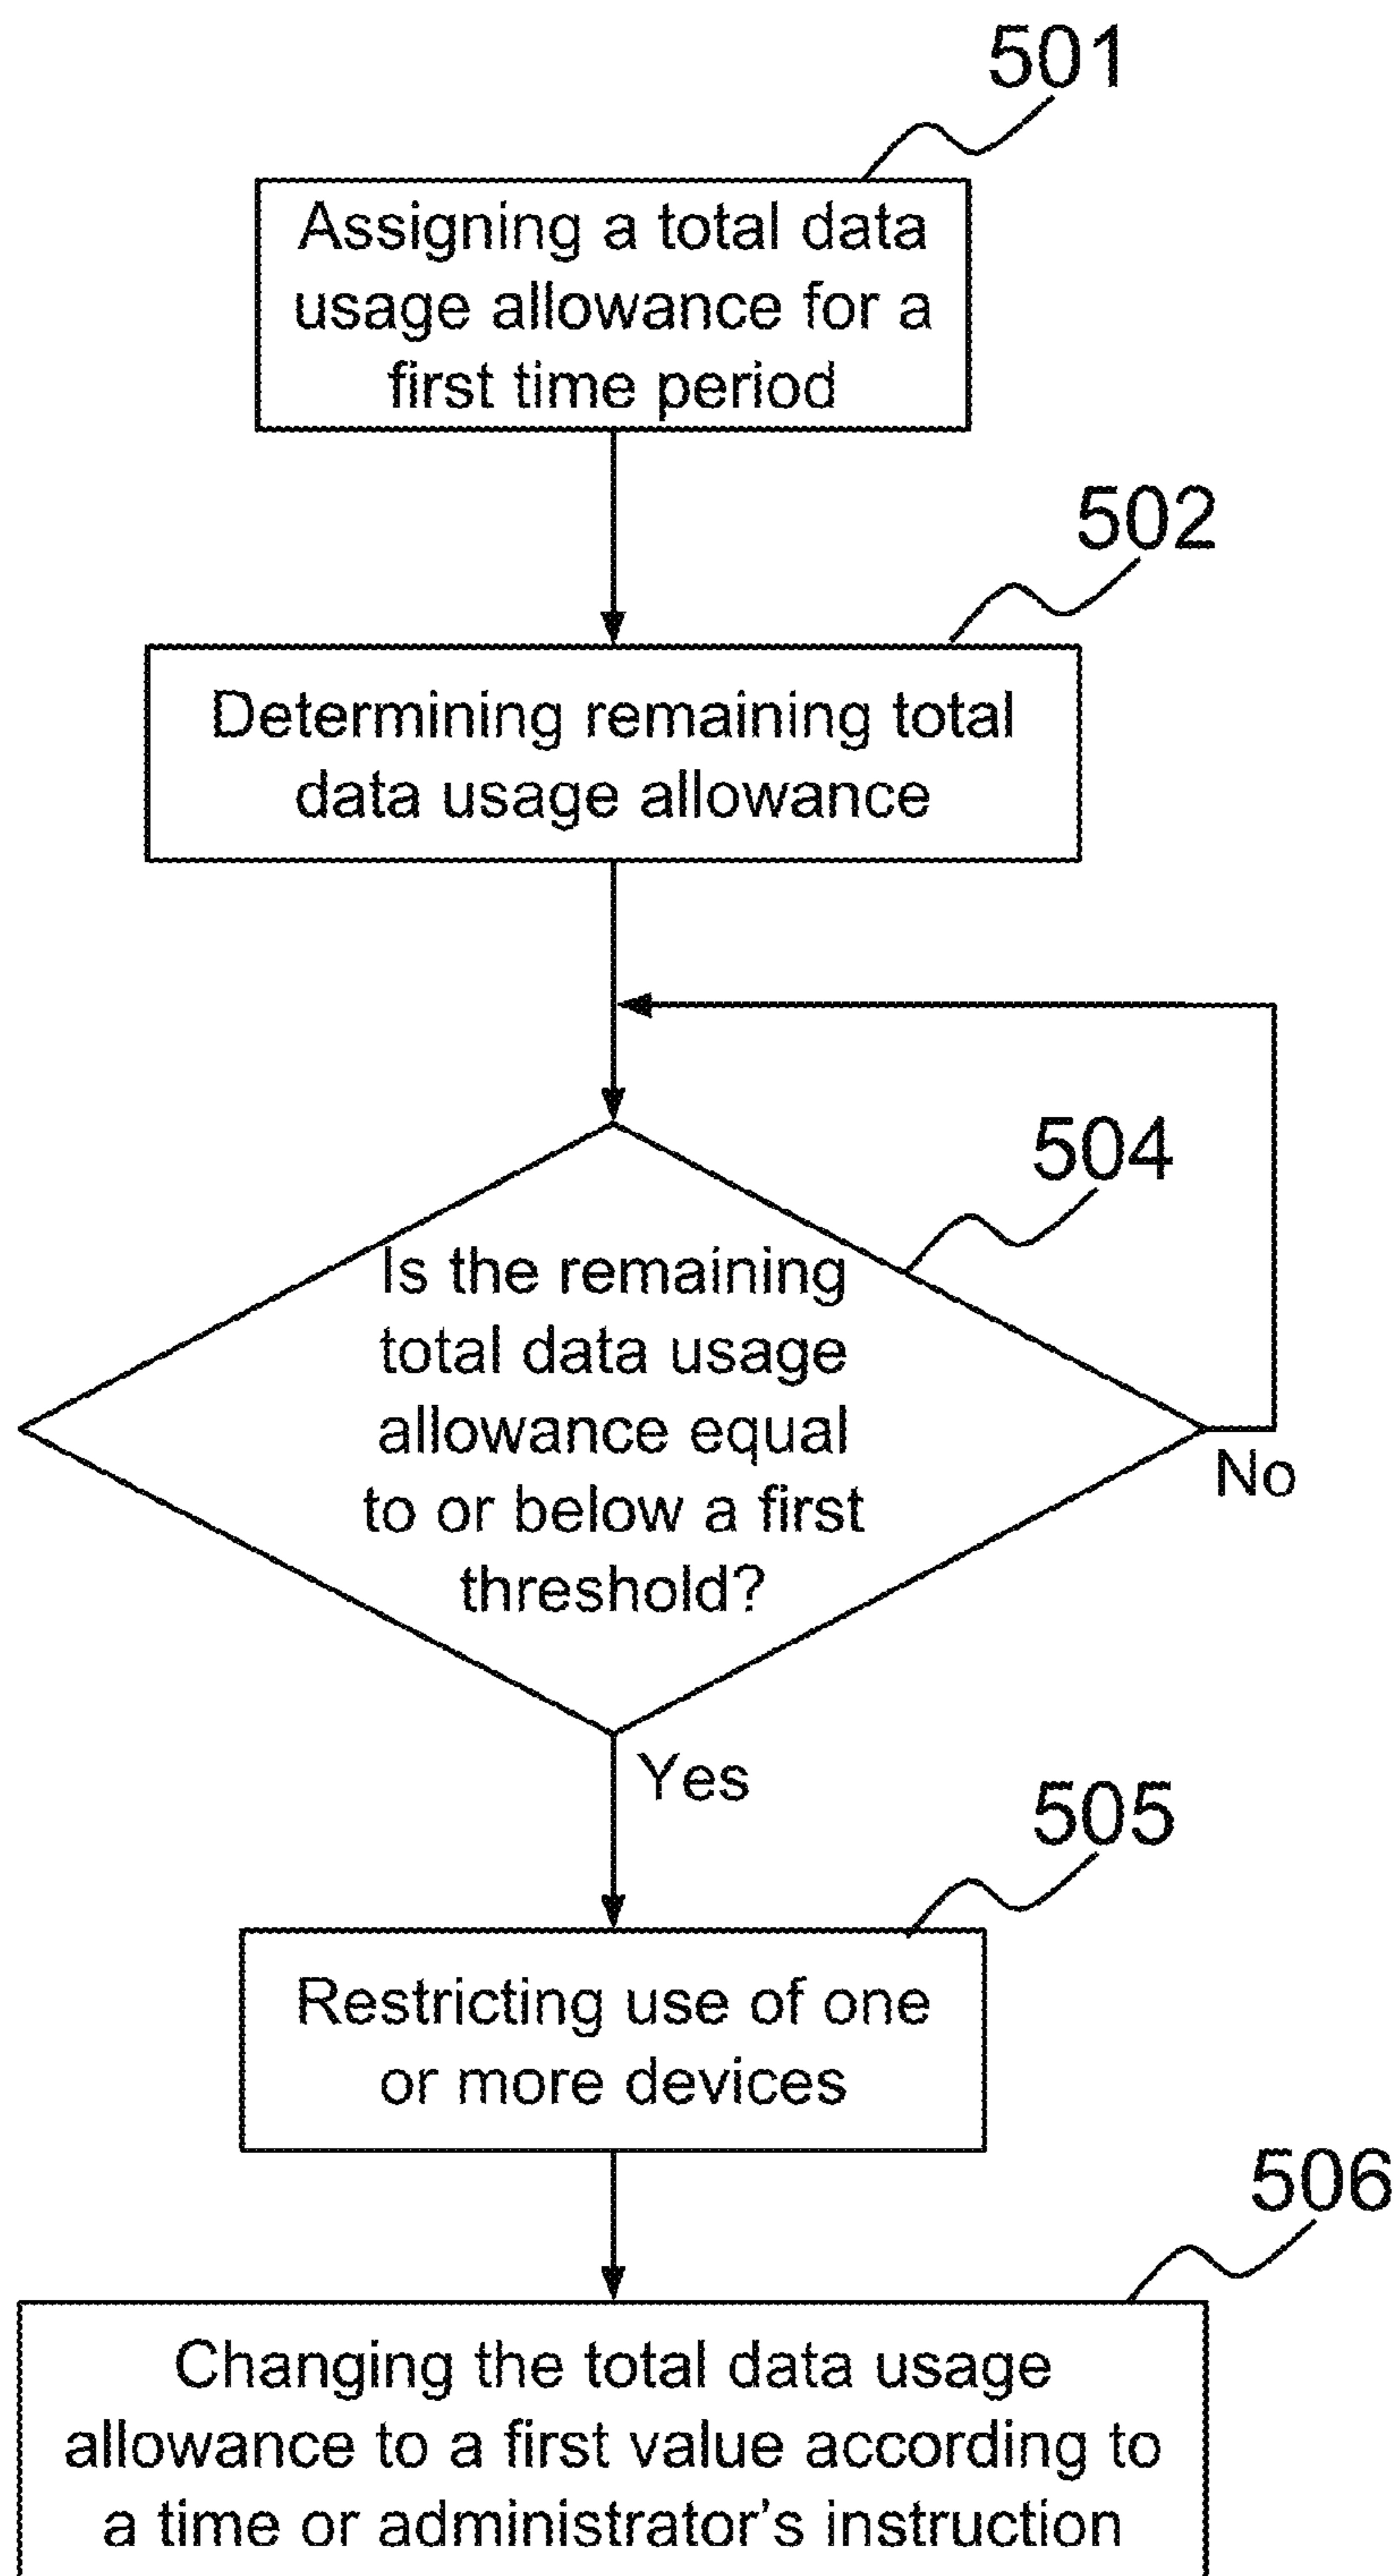 501
Assigning a total data
usage allowance for a
first time period
502
Determining remaining total
data usage allowance
504
Is the remaining
total data usage
allowance equal
to or below a first
threshold?
No
Yes
505
Restricting use of one
or more devices
506
Changing the total data usage
allowance to a first value according to
a time or administrator's instruction